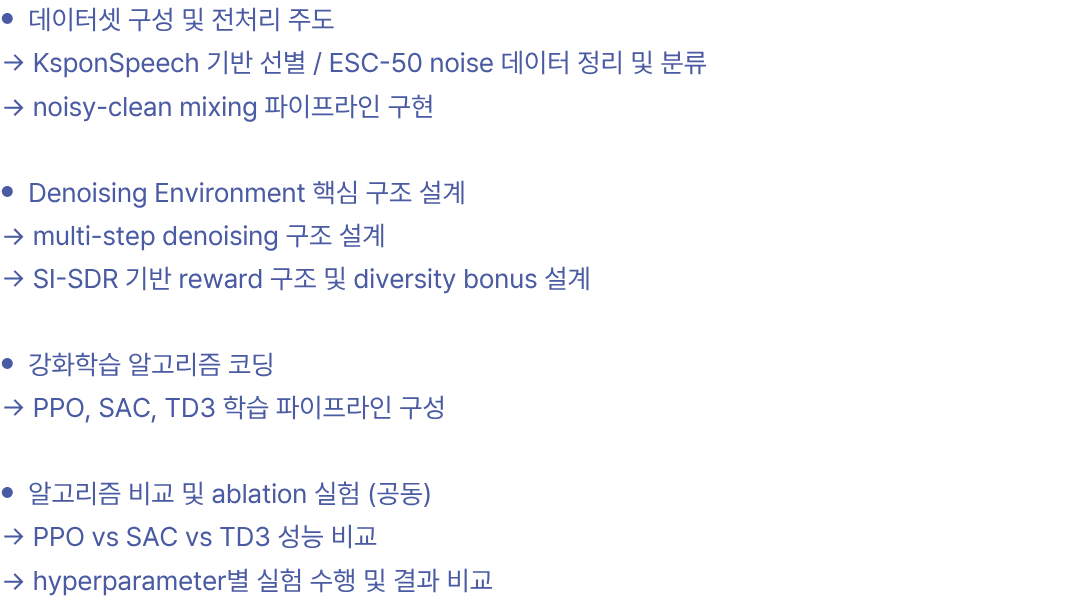 • 데이터셋 구성 및 전처리 주도
→ KsponSpeech 기반 선별 / ESC-50 noise 데이터 정리 및 분류
→ noisy-clean mixing 파이프라인 구현
• Denoising Environment 핵심 구조 설계
→ multi-step denoising 구조 설계
→ SI-SDR 기반 reward 구조 및 diversity bonus 설계
• 강화학습 알고리즘 코딩
→ PPO, SAC, TD3 학습 파이프라인 구성
• 알고리즘 비교 및 ablation 실험 (공동)
→ PPO vs SAC vs TD3 성능 비교
→ hyperparameter별 실험 수행 및 결과 비교